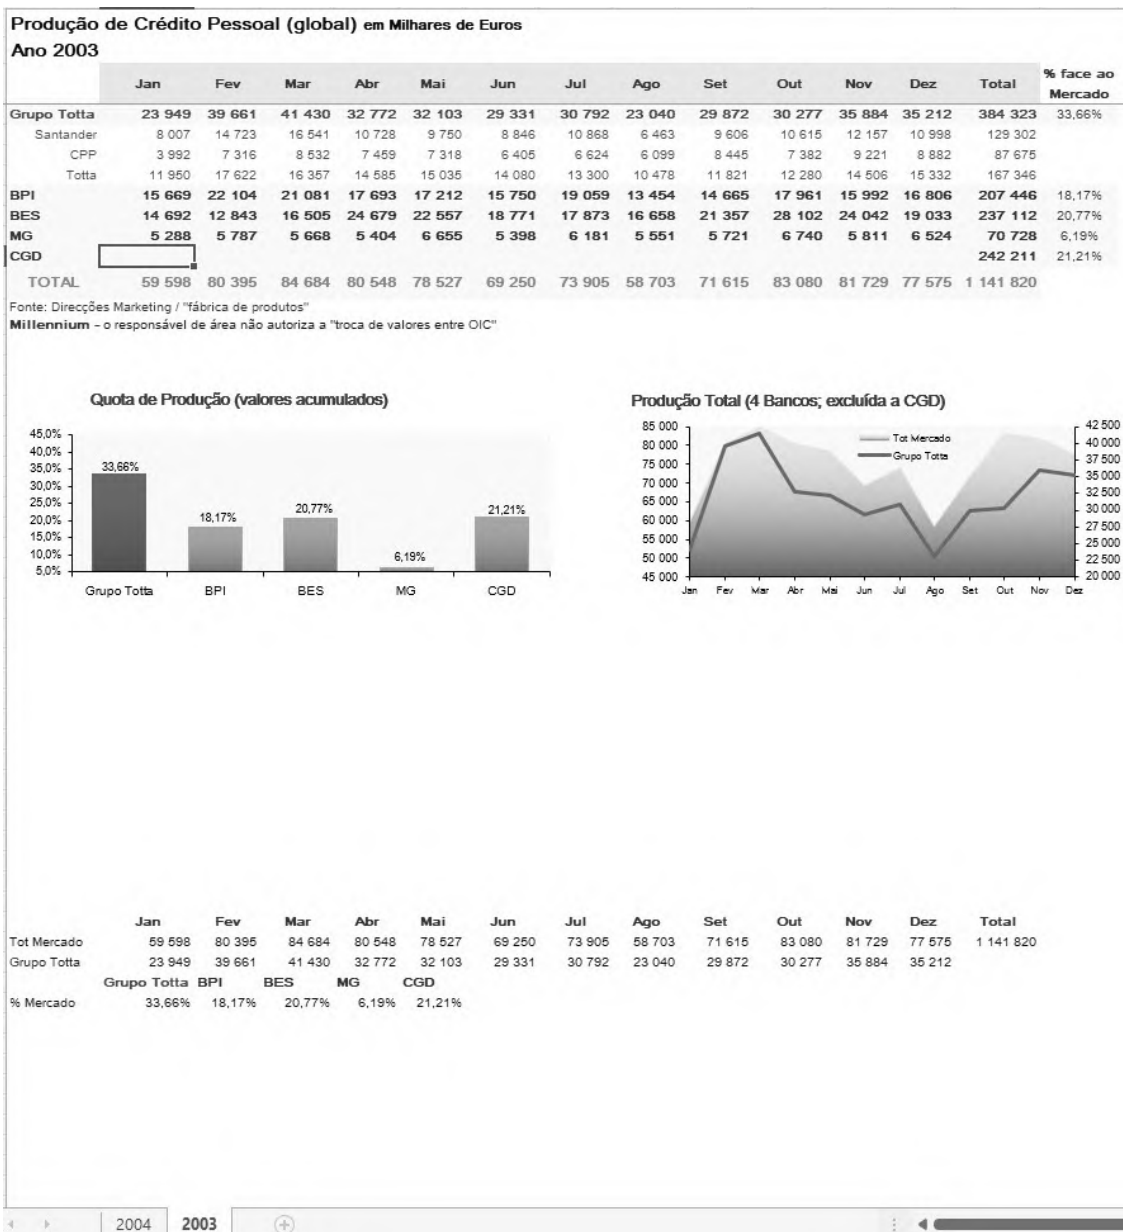 Produção de Crédito Pessoal (global) em Milhares de Euros
Ano 2003
Jan Fev Mar Abr Mai Jun Jul Ago Set Out Nov Dez Total % face ao Mercado
Grupo Totta 23 949 39 661 41 430 32 772 32 103 29 331 30 792 23 040 29 872 30 277 35 884 35 212 384 323 33,66%
Santander 8 007 14 723 16 541 10 728 9 750 8 846 10 868 6 463 9 606 10 615 12 157 10 998 129 302
CPP 3 992 7 316 8 532 7 459 7 318 6 405 6 624 6 099 8 445 7 382 9 221 8 882 87 675
Totta 11 950 17 622 16 357 14 585 15 035 14 080 13 300 10 478 11 821 12 280 14 506 15 332 167 346
BPI 15 669 22 104 21 081 17 693 17 212 15 750 19 059 13 454 14 665 17 961 15 992 16 806 207 446 18,17%
BES 14 692 12 843 16 505 24 679 22 557 18 771 17 873 16 658 21 357 28 102 24 042 19 033 237 112 20,77%
MG 5 288 5 787 5 668 5 404 6 655 5 398 6 181 5 551 5 721 6 740 5 811 6 524 70 728 6,19%
CGD 242 211 21,21%
TOTAL 59 598 80 395 84 684 80 548 78 527 69 250 73 905 58 703 71 615 83 080 81 729 77 575 1 141 820
Fonte: Direcções Marketing / "fábrica de produtos"
Millennium - o responsável de área não autoriza a "troca de valores entre OIC"
Quota de Produção (valores acumulados)
45,0%
40,0%
35,0%
30,0%
25,0%
20,0%
15,0%
10,0%
5,0%
33,66%
18,17%
20,77%
6,19%
21,21%
Grupo Totta BPI BES MG CGD
Produção Total (4 Bancos; excluída a CGD)
85 000
80 000
75 000
70 000
65 000
60 000
55 000
50 000
45 000
Tot Mercado
Grupo Totta
42 500
40 000
37 500
35 000
32 500
30 000
27 500
25 000
22 500
20 000
Jan Fev Mar Abr Mai Jun Jul Ago Set Out Nov Dez
Jan Fev Mar Abr Mai Jun Jul Ago Set Out Nov Dez Total
Tot Mercado 59 598 80 395 84 684 80 548 78 527 69 250 73 905 58 703 71 615 83 080 81 729 77 575 1 141 820
Grupo Totta 23 949 39 661 41 430 32 772 32 103 29 331 30 792 23 040 29 872 30 277 35 884 35 212
Grupo Totta BPI BES MG CGD
% Mercado 33,66% 18,17% 20,77% 6,19% 21,21%
2004 2003